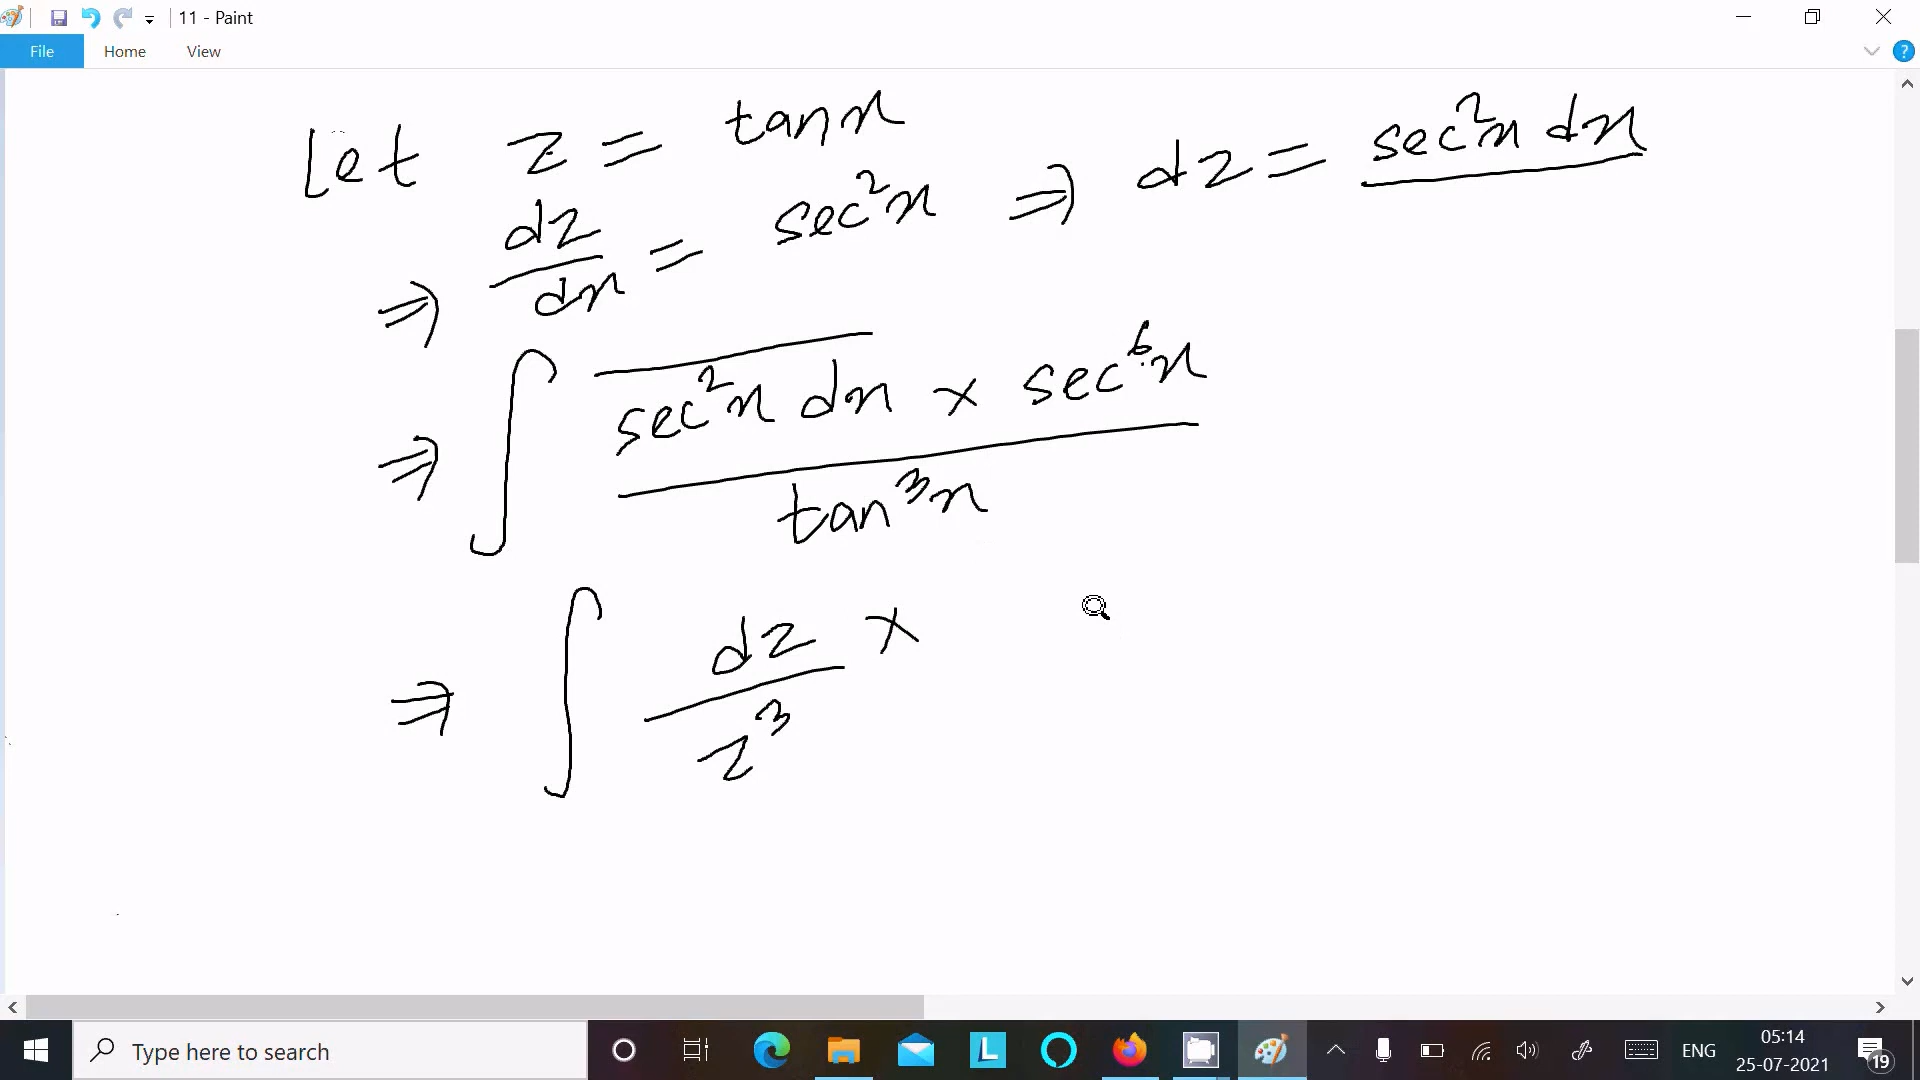 11 - Paint
File Home View
Let z = tan x ⇒ dz = sec²x dx
⇒ dz/dx = sec²x
⇒ ∫ sec²x dx × sec⁶x / tan³x
⇒ ∫ dz/z³ ×
Type here to search
L
ENG
05:14
25-07-2021
19